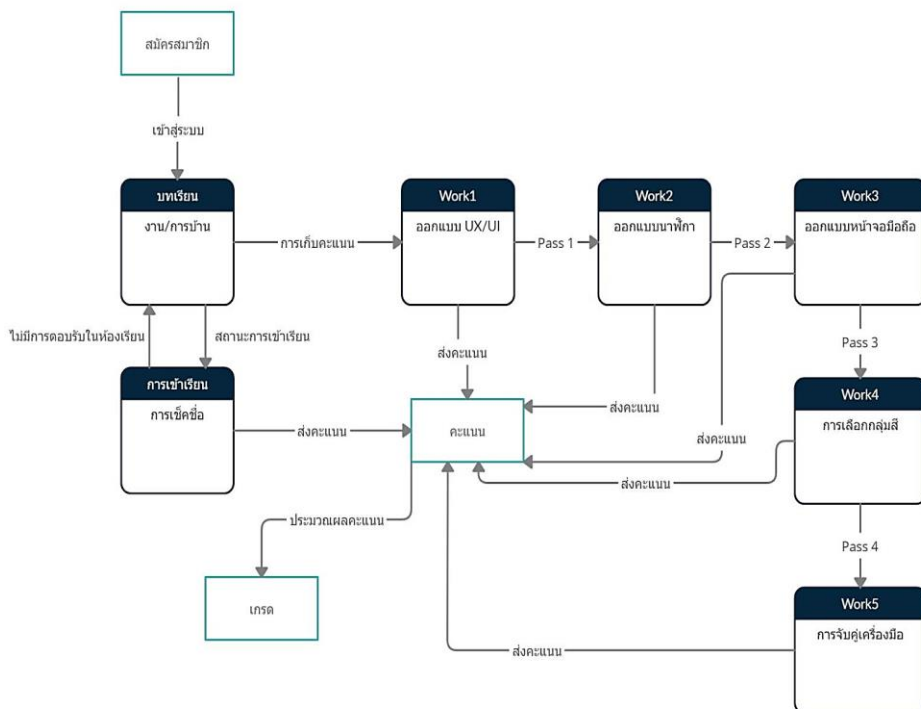 สมัครสมาชิก
เข้าสู่ระบบ
บทเรียน
งาน/การบ้าน
การเก็บคะแนน
Work1
ออกแบบ UX/UI
Pass 1
Work2
ออกแบบนาฬิกา
Pass 2
Work3
ออกแบบหน้าจอมือถือ
ไม่มีการตอบรับในห้องเรียน
สถานะการเข้าเรียน
ส่งคะแนน
Pass 3
การเข้าเรียน
การเช็คชื่อ
ส่งคะแนน
คะแนน
ส่งคะแนน
ส่งคะแนน
Work4
การเลือกกลุ่มสี
ส่งคะแนน
ประมวณผลคะแนน
Pass 4
เกรด
Work5
การจับคู่เครื่องมือ
ส่งคะแนน